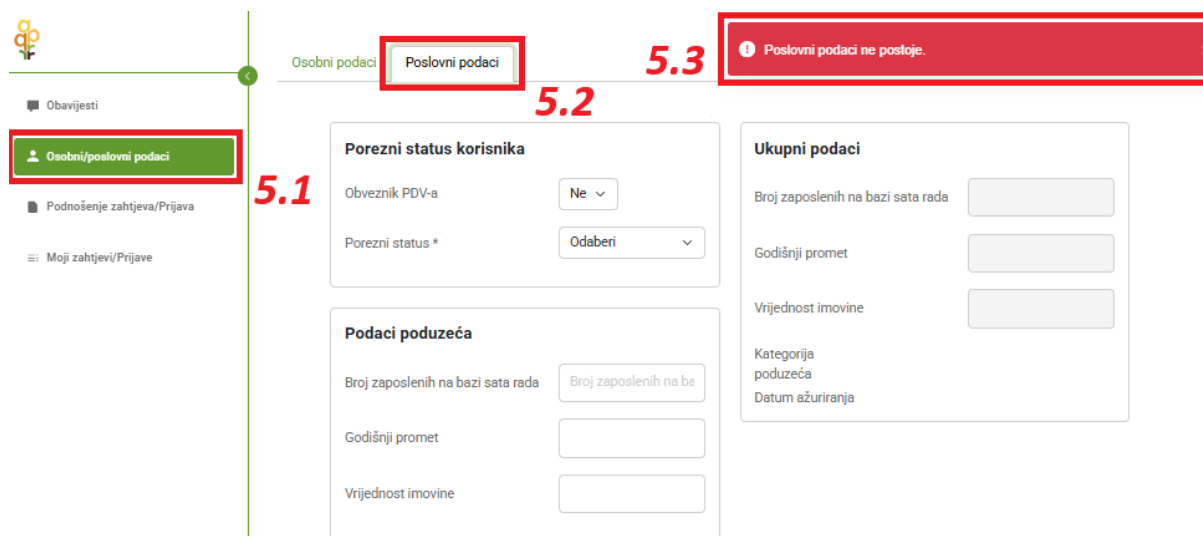 Obavijesti
Osobni/poslovni podaci
5.1
Podnošenje zahtjeva/Prijava
Moji zahtjevi/Prijave
Osobni podaci
Poslovni podaci
5.2
5.3
Poslovni podaci ne postoje.
Porezni status korisnika
Obveznik PDV-a
Ne
Porezni status *
Odaberi
Podaci poduzeća
Broj zaposlenih na bazi sata rada
Broj zaposlenih na ba
Godišnji promet
Vrijednost imovine
Ukupni podaci
Broj zaposlenih na bazi sata rada
Godišnji promet
Vrijednost imovine
Kategorija
poduzeća
Datum ažuriranja